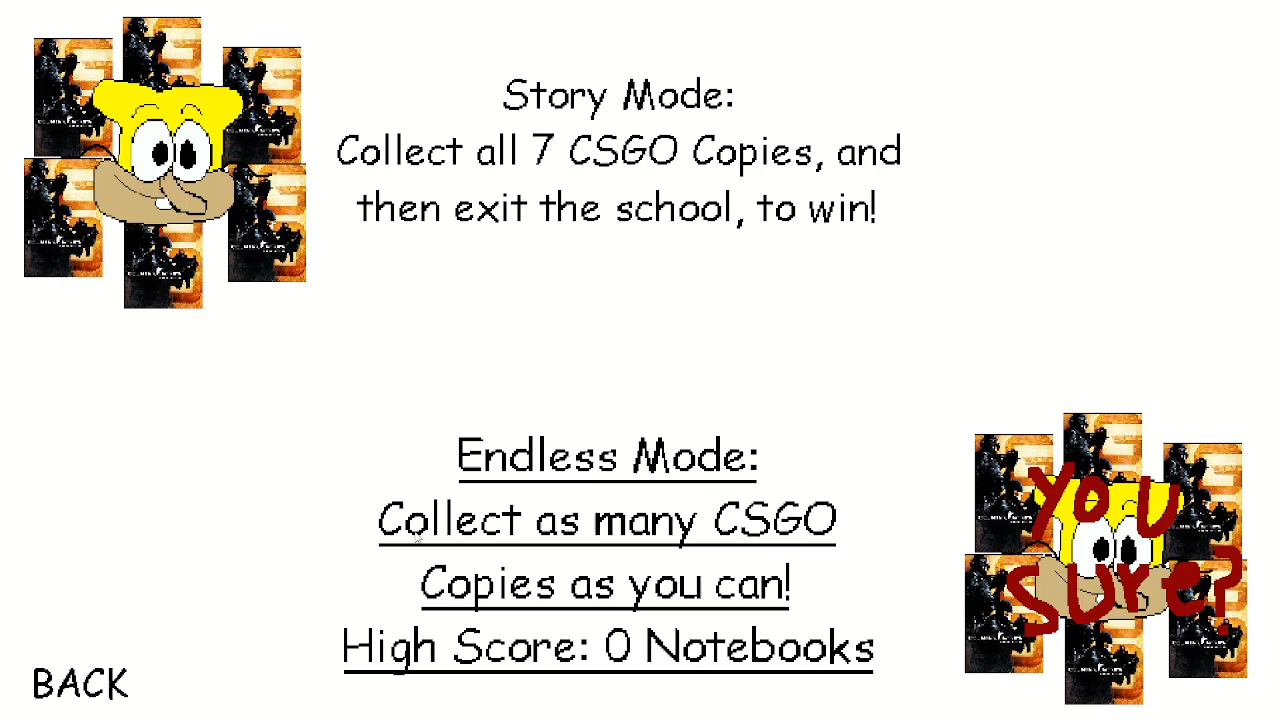 Story Mode:
Collect all 7 CSGO Copies, and
then exit the school, to win!
Endless Mode:
Collect as many CSGO
Copies as you can!
High Score: 0 Notebooks
You
sure?
BACK